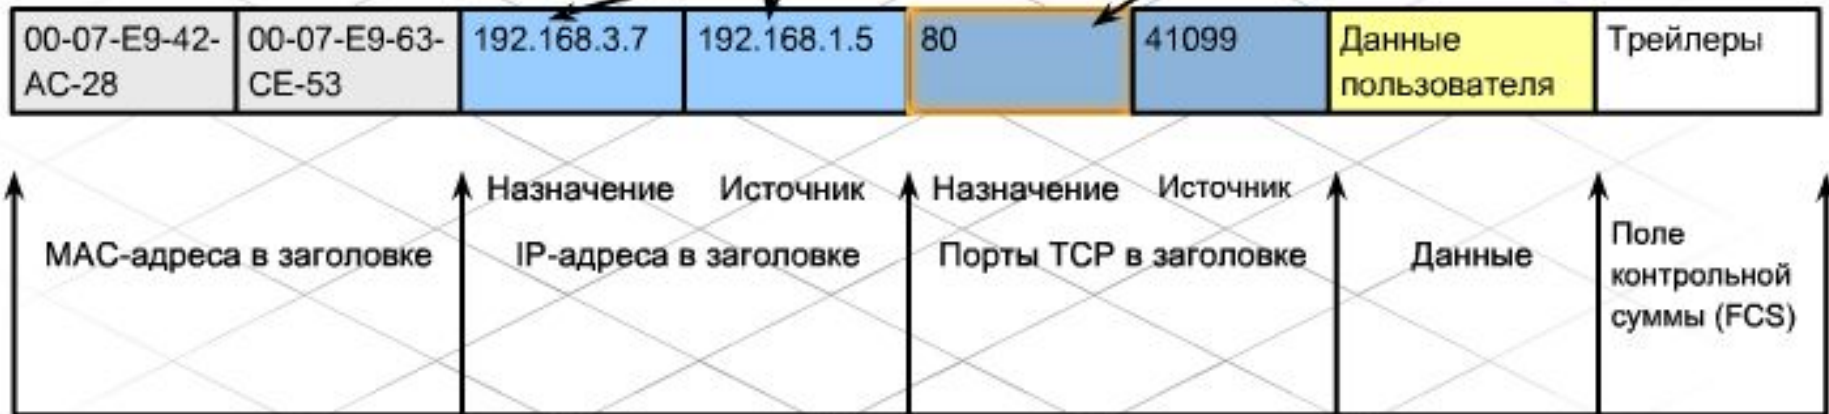 00-07-E9-42-
AC-28
00-07-E9-63-
CE-53
192.168.3.7
192.168.1.5
80
41099
Данные
пользователя
Трейлеры
Назначение
Источник
Назначение
Источник
MAC-адреса в заголовке
IP-адреса в заголовке
Порты TCP в заголовке
Данные
Поле
контрольной
суммы (FCS)